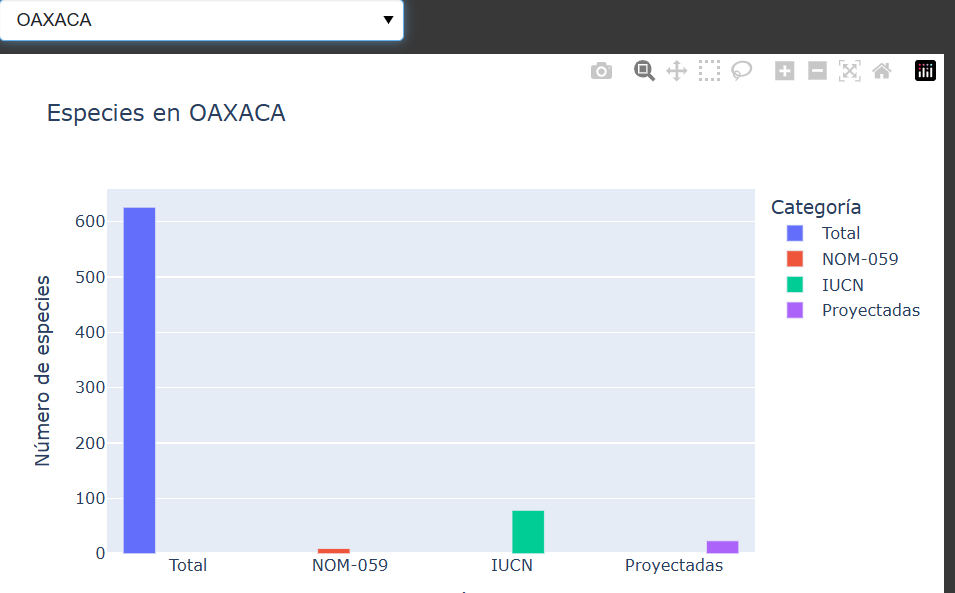 OAXACA
Especies en OAXACA
Número de especies
600
500
400
300
200
100
0
Total
NOM-059
IUCN
Proyectadas
Categoría
Total
NOM-059
IUCN
Proyectadas